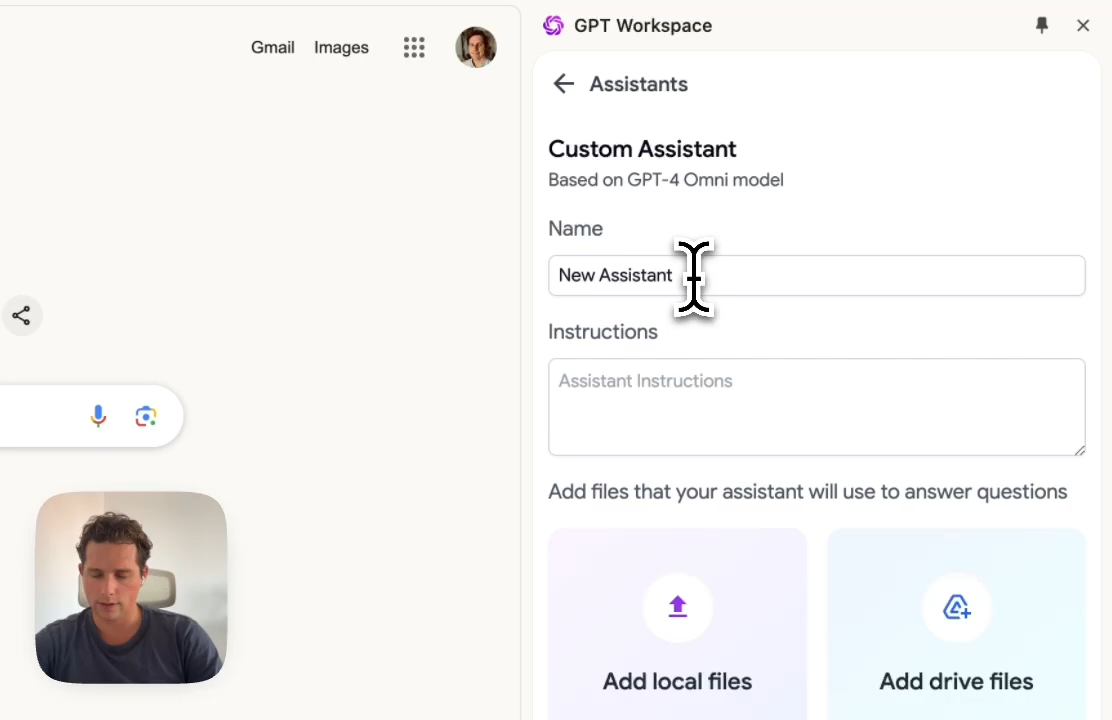 Gmail
Images
GPT Workspace
Assistants
Custom Assistant
Based on GPT-4 Omni model
Name
New Assistant
Instructions
Assistant Instructions
Add files that your assistant will use to answer questions
Add local files
Add drive files